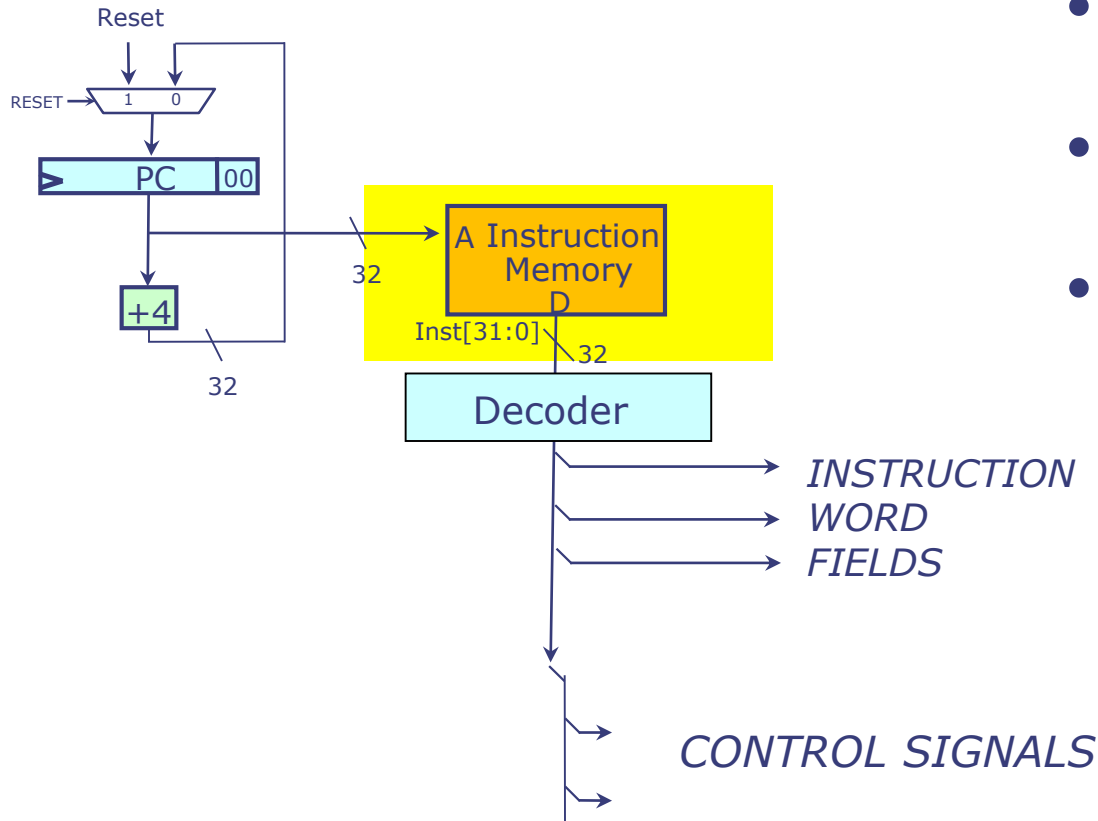 Reset
RESET
1 0
PC 00
A Instruction
Memory
D
32
+4
Inst[31:0]
32
32
Decoder
INSTRUCTION
WORD
FIELDS
CONTROL SIGNALS